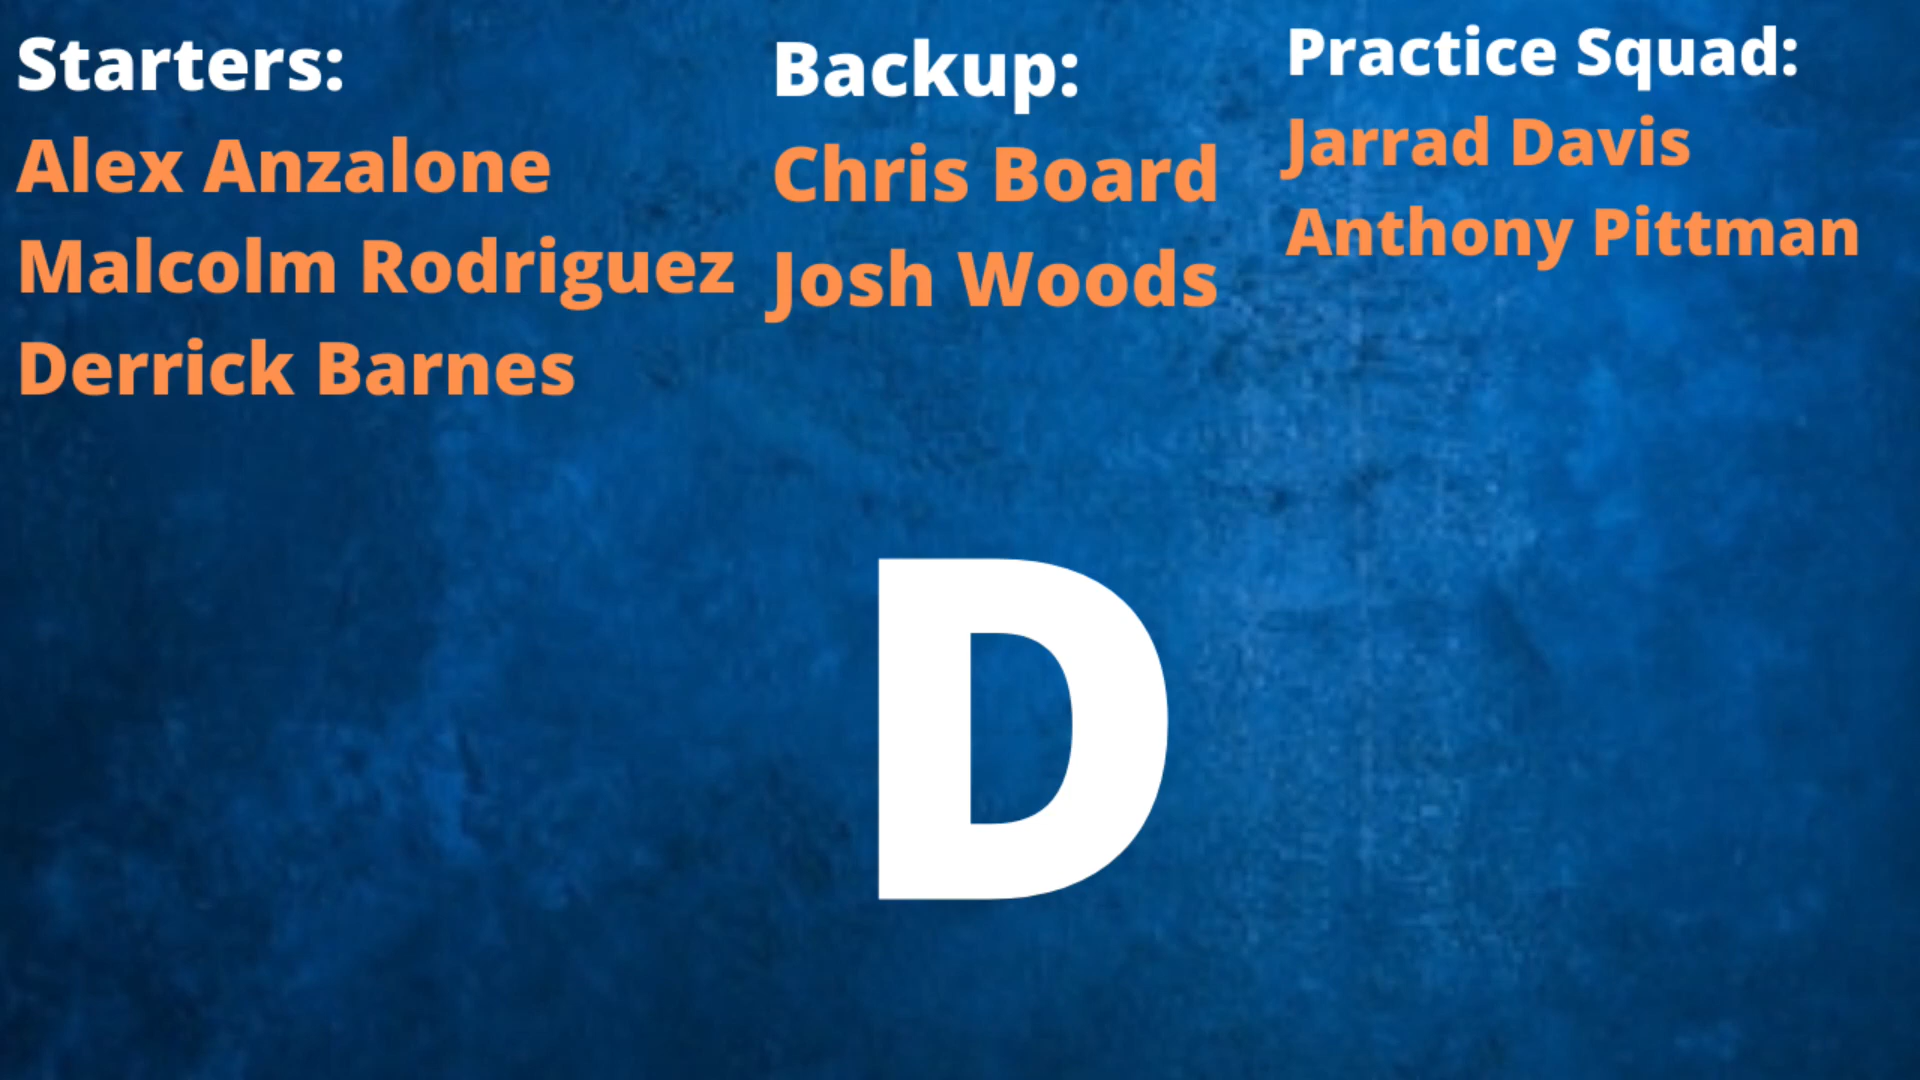 Starters:
Alex Anzalone
Malcolm Rodriguez
Derrick Barnes
Backup:
Chris Board
Josh Woods
Practice Squad:
Jarrad Davis
Anthony Pittman
D